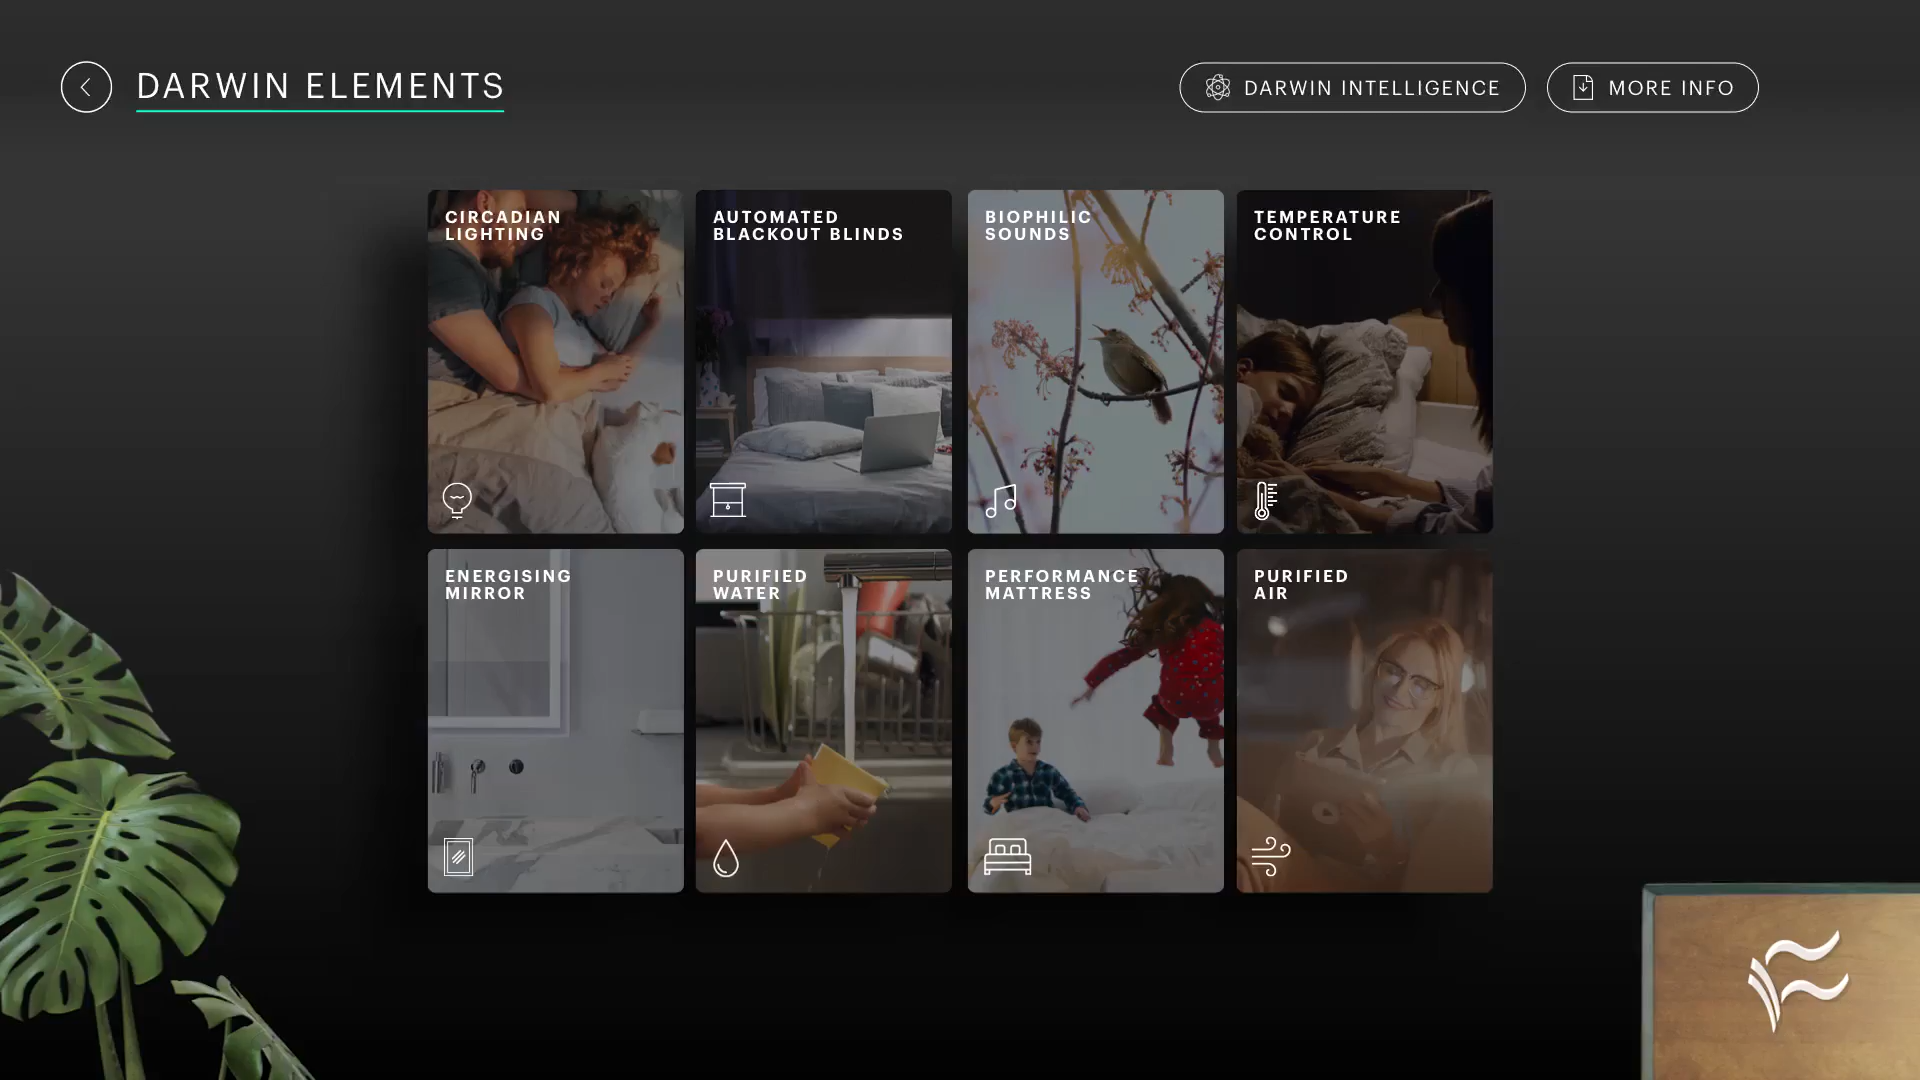 DARWIN ELEMENTS
DARWIN INTELLIGENCE
MORE INFO
CIRCADIAN
LIGHTING
AUTOMATED
BLACKOUT BLINDS
BIOPHILIC
SOUNDS
TEMPERATURE
CONTROL
ENERGISING
MIRROR
PURIFIED
WATER
PERFORMANCE
MATTRESS
PURIFIED
AIR